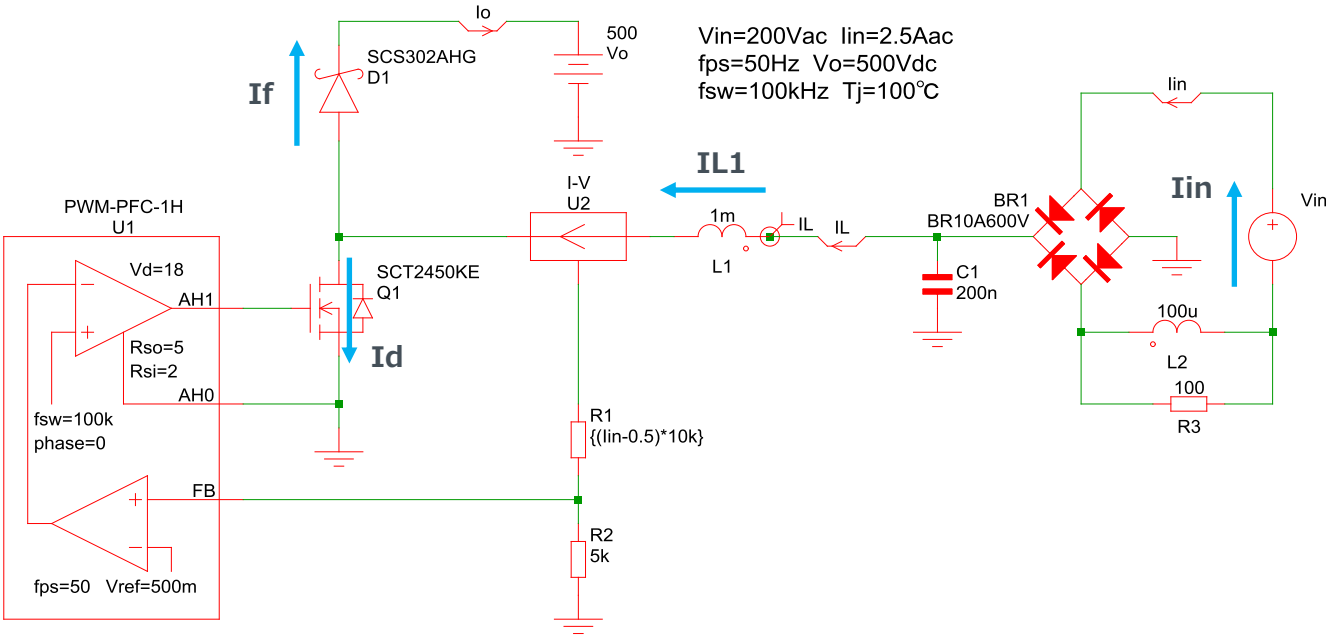 Io
500
Vo
SCS302AHG
D1
If
Vin=200Vac Iin=2.5Aac
fps=50Hz Vo=500Vdc
fsw=100kHz Tj=100℃
Iin
IL1
Iin
Vin
I-V
U2
1m
L1
IL
IL
BR1
BR10A600V
C1
200n
100u
L2
100
R3
PWM-PFC-1H
U1
Vd=18
AH1
SCT2450KE
Q1
Id
Rso=5
Rsi=2
AH0
fsw=100k
phase=0
R1
{(Iin-0.5)*10k}
FB
R2
5k
fps=50 Vref=500m